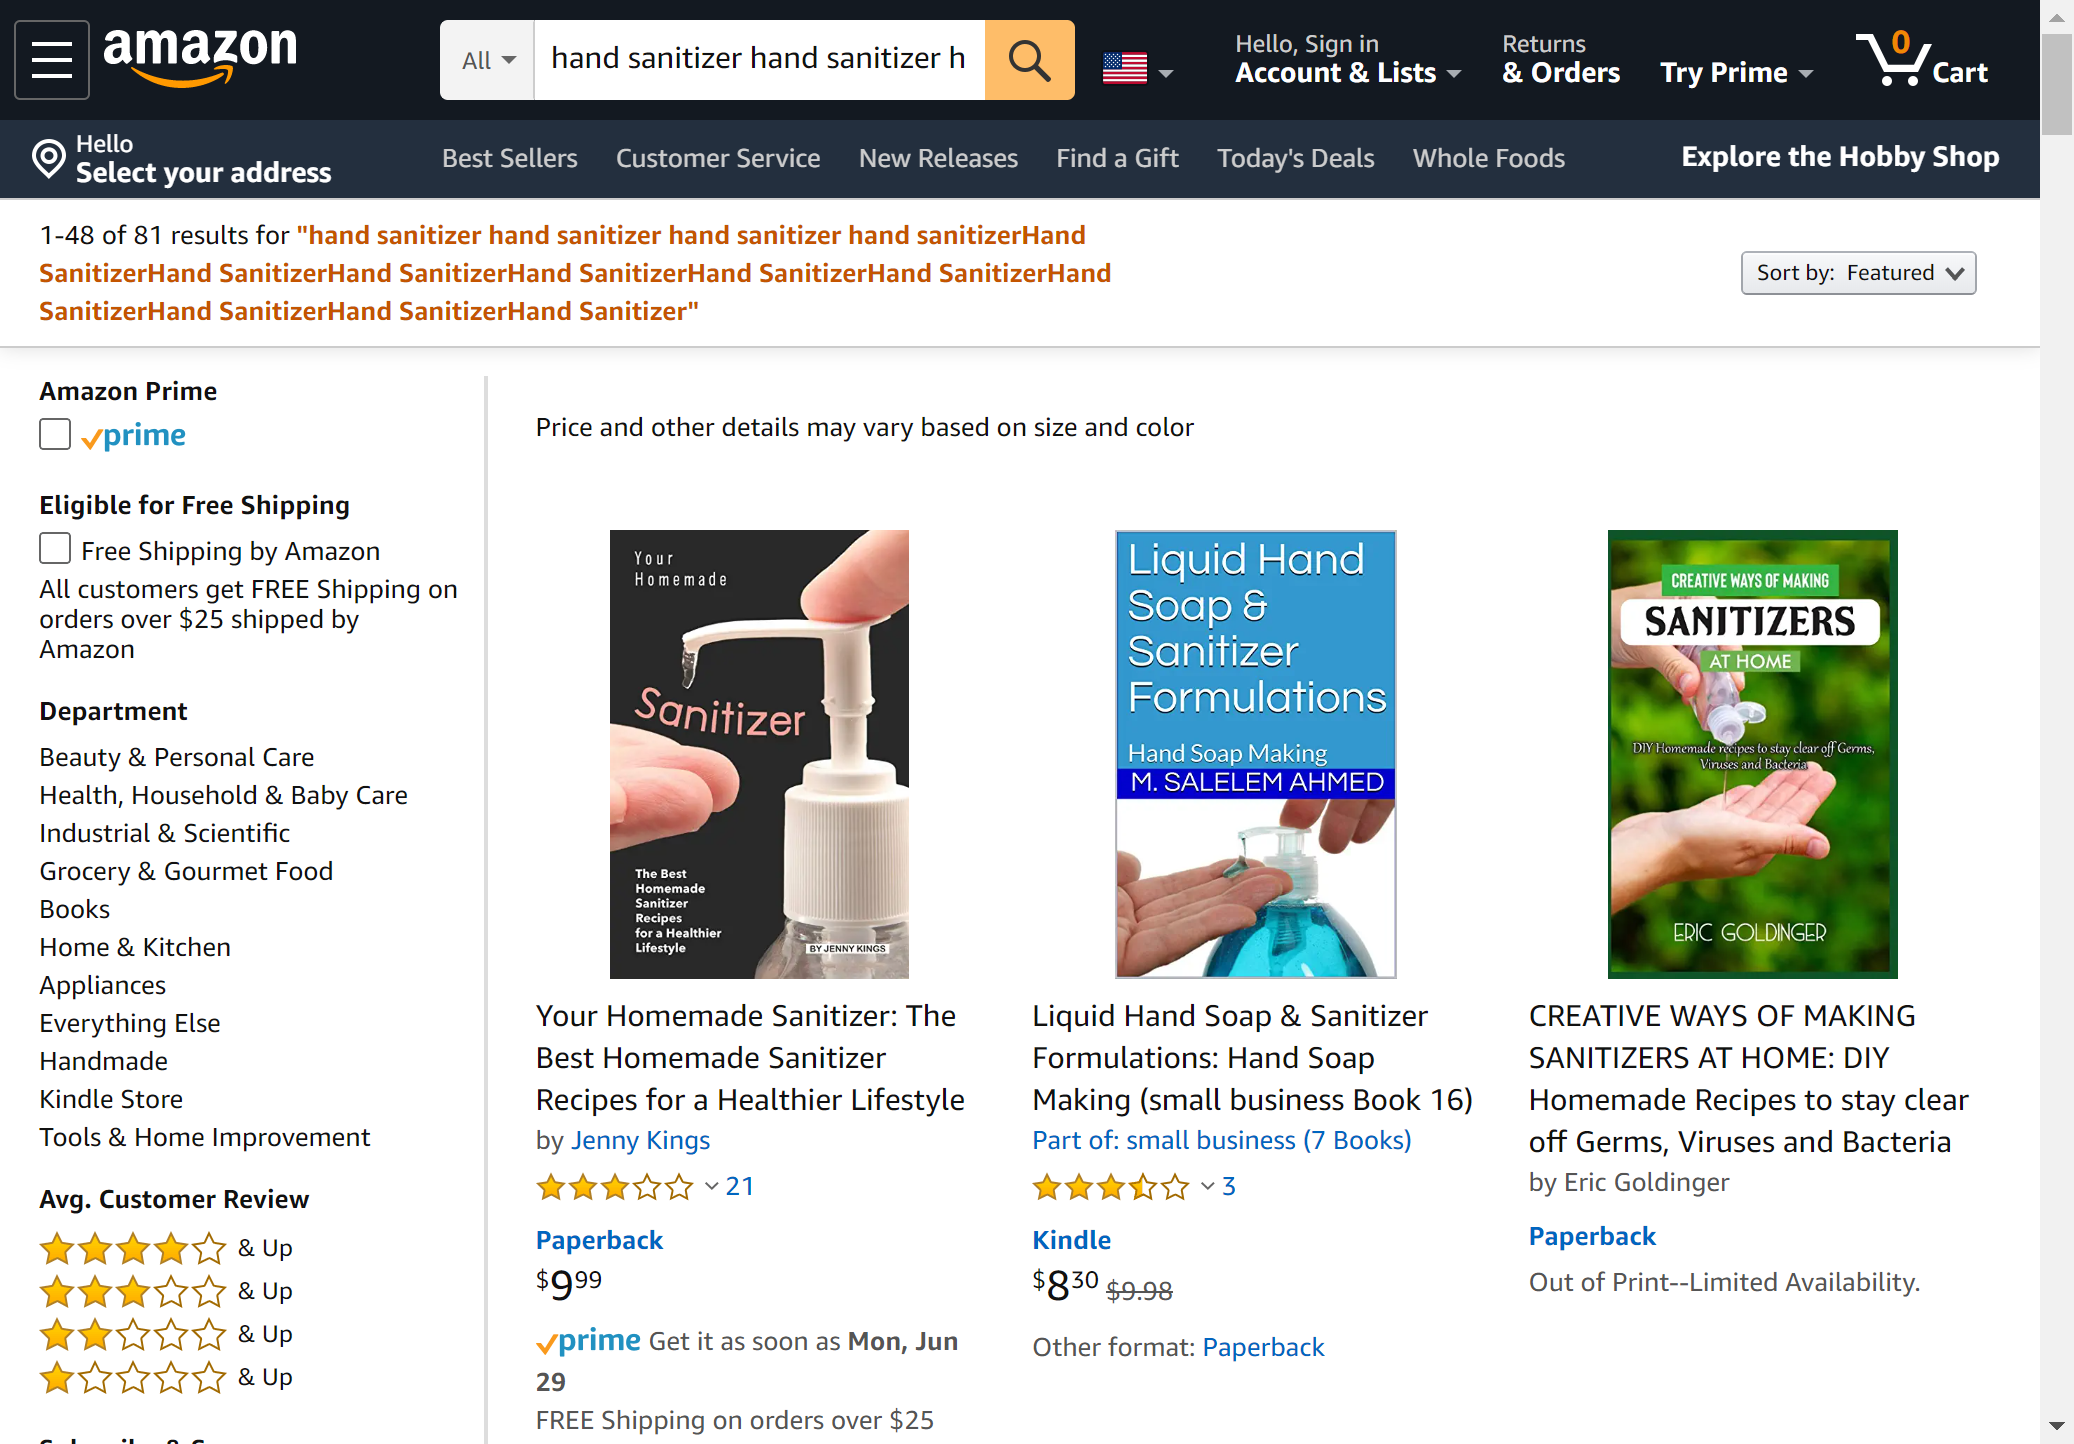 amazon
All
hand sanitizer hand sanitizer h
Hello, Sign in
Account & Lists
Returns
& Orders
Try Prime
0
Cart
Hello
Select your address
Best Sellers
Customer Service
New Releases
Find a Gift
Today's Deals
Whole Foods
Explore the Hobby Shop
1-48 of 81 results for "hand sanitizer hand sanitizer hand sanitizer hand sanitizerHand
SanitizerHand SanitizerHand SanitizerHand SanitizerHand SanitizerHand SanitizerHand
SanitizerHand SanitizerHand SanitizerHand Sanitizer"
Sort by: Featured
Amazon Prime
prime
Eligible for Free Shipping
Free Shipping by Amazon
All customers get FREE Shipping on
orders over $25 shipped by
Amazon
Department
Beauty & Personal Care
Health, Household & Baby Care
Industrial & Scientific
Grocery & Gourmet Food
Books
Home & Kitchen
Appliances
Everything Else
Handmade
Kindle Store
Tools & Home Improvement
Avg. Customer Review
& Up
& Up
& Up
& Up
Price and other details may vary based on size and color
Your
Homemade
Sanitizer
The Best
Homemade
Sanitizer
Recipes
for a Healthier
Lifestyle
BY JENNY KINGS
Your Homemade Sanitizer: The
Best Homemade Sanitizer
Recipes for a Healthier Lifestyle
by Jenny Kings
21
Paperback
$9 99
prime Get it as soon as Mon, Jun
29
FREE Shipping on orders over $25
Liquid Hand
Soap &
Sanitizer
Formulations
Hand Soap Making
M. SALELEM AHMED
Liquid Hand Soap & Sanitizer
Formulations: Hand Soap
Making (small business Book 16)
Part of: small business (7 Books)
3
Kindle
$8 30 $9.98
Other format: Paperback
CREATIVE WAYS OF MAKING
SANITIZERS
AT HOME
DIY Homemade recipes to stay clear off Germs,
Viruses and Bacteria
ERIC GOLDINGER
CREATIVE WAYS OF MAKING
SANITIZERS AT HOME: DIY
Homemade Recipes to stay clear
off Germs, Viruses and Bacteria
by Eric Goldinger
Paperback
Out of Print--Limited Availability.